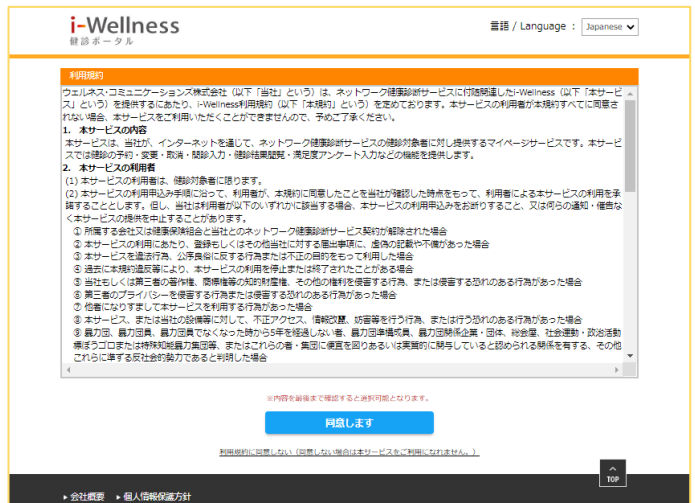 i-Wellness
健診ポータル
言語 / Language : Japanese
利用規約
ウェルネス・コミュニケーションズ株式会社（以下「当社」という）は、ネットワーク健康診断サービスに付随関連したi-Wellness（以下「本サービ
ス」という）を提供するにあたり、i-Wellness利用規約（以下「本規約」という）を定めております。本サービスの利用者が本規約すべてに同意さ
れない場合、本サービスをご利用いただくことができませんので、予めご了承ください。
1. 本サービスの内容
本サービスは、当社が、インターネットを通じて、ネットワーク健康診断サービスの健診対象者に対し提供するマイページサービスです。本サービ
スでは健診の予約・変更・取消・問診入力・健診結果閲覧・満足度アンケート入力などの機能を提供します。
2. 本サービスの利用者
(1) 本サービスの利用者は、健診対象者に限ります。
(2) 本サービスの利用申込み手順に沿って、利用者が、本規約に同意したことを当社が確認した時点をもって、利用者による本サービスの利用を承
諾することとします。但し、当社は利用者が以下のいずれかに該当する場合、本サービスの利用申込みをお断りすること、又は何らの通知・催告な
く本サービスの提供を中止することがあります。
① 所属する会社又は健康保険組合と当社とのネットワーク健康診断サービス契約が解除された場合
② 本サービスの利用にあたり、登録もしくはその他当社に対する届出事項に、虚偽の記載や不備があった場合
③ 本サービスを違法行為、公序良俗に反する行為または不正の目的をもって利用した場合
④ 過去に本規約違反等により、本サービスの利用を停止または終了されたことがある場合
⑤ 当社もしくは第三者の著作権、商標権等の知的財産権、その他の権利を侵害する行為、または侵害する恐れのある行為があった場合
⑥ 第三者のプライバシーを侵害する行為または侵害する恐れのある行為があった場合
⑦ 他者になりすまして本サービスを利用する行為があった場合
⑧ 本サービス、または当社の設備等に対して、不正アクセス、情報改竄、妨害等を行う行為、または行う恐れのある行為があった場合
⑨ 暴力団、暴力団員、暴力団員でなくなった時から5年を経過しない者、暴力団準構成員、暴力団関係企業・団体、総会屋、社会運動・政治活動
標ぼうゴロまたは特殊知能暴力集団等、またはこれらの者・集団に便宜を図りあるいは実質的に関与していると認められる関係を有する、その他
これらに準ずる反社会的勢力であると判明した場合
※内容を最後まで確認すると選択可能となります。
同意します
利用規約に同意しない（同意しない場合は本サービスをご利用になれません。）
TOP
会社概要 個人情報保護方針